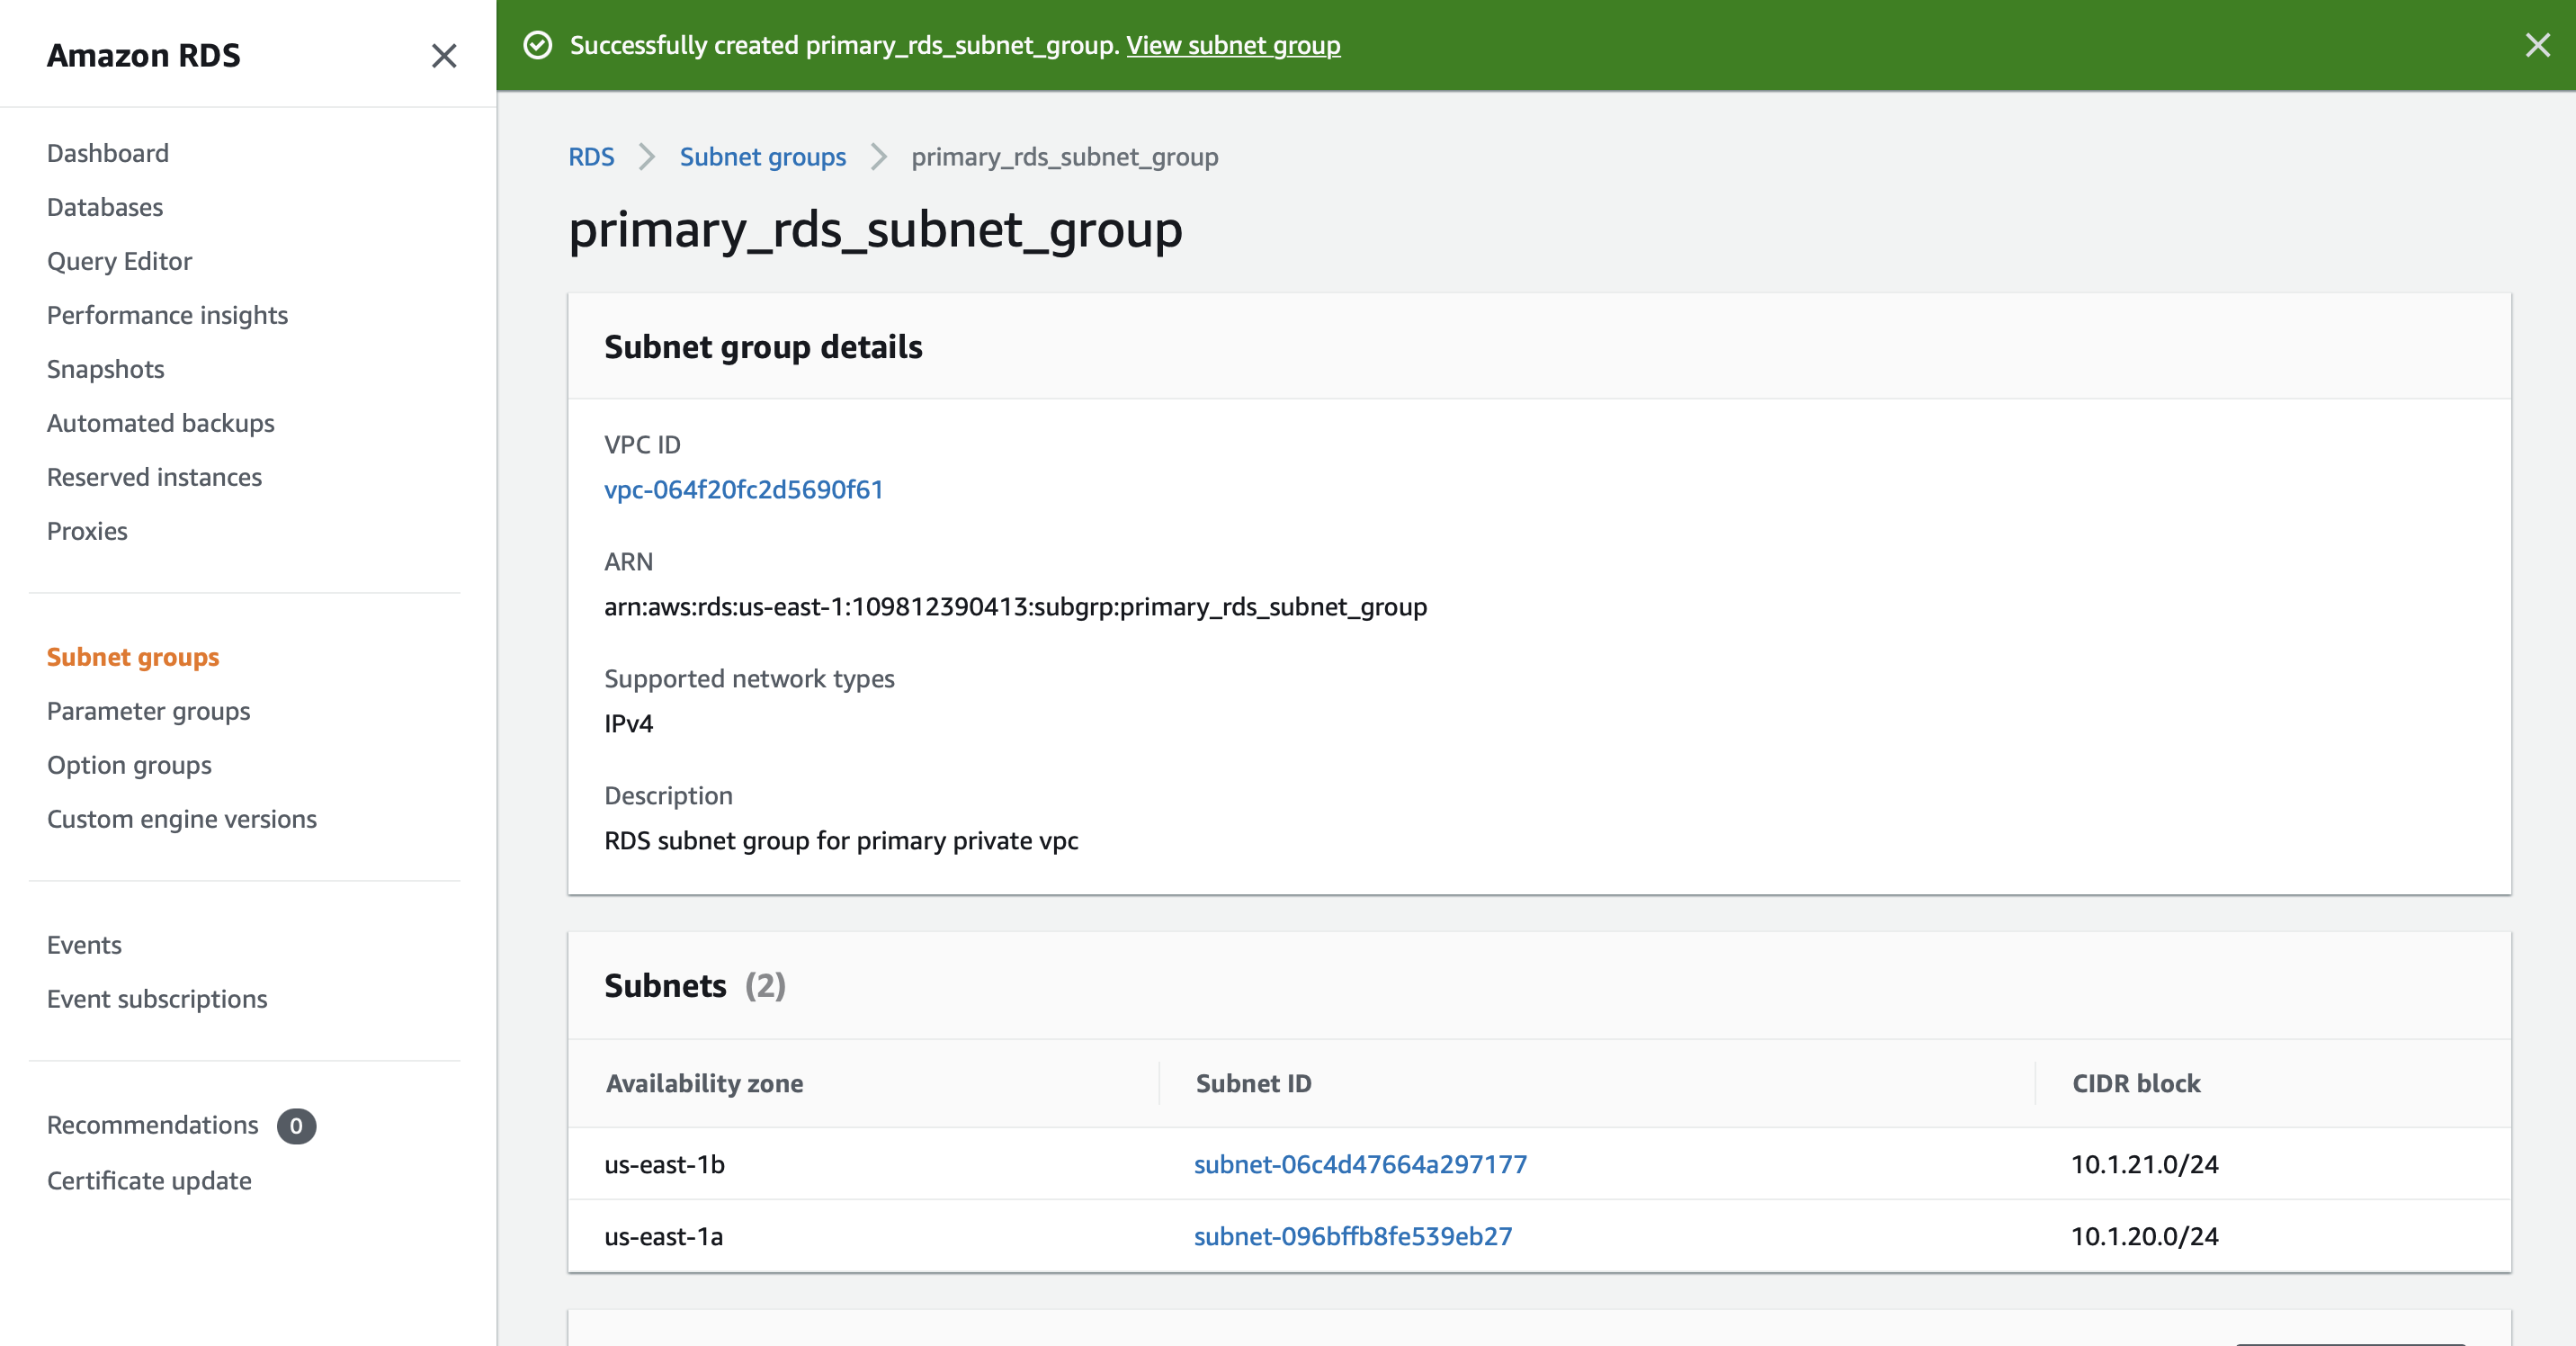 Amazon RDS
Dashboard
Databases
Query Editor
Performance insights
Snapshots
Automated backups
Reserved instances
Proxies
Subnet groups
Parameter groups
Option groups
Custom engine versions
Events
Event subscriptions
Recommendations 0
Certificate update
Successfully created primary_rds_subnet_group. View subnet group
RDS > Subnet groups > primary_rds_subnet_group
primary_rds_subnet_group
Subnet group details
VPC ID
vpc-064f20fc2d5690f61
ARN
arn:aws:rds:us-east-1:109812390413:subgrp:primary_rds_subnet_group
Supported network types
IPv4
Description
RDS subnet group for primary private vpc
Subnets (2)
Availability zone Subnet ID CIDR block
us-east-1b subnet-06c4d47664a297177 10.1.21.0/24
us-east-1a subnet-096bffb8fe539eb27 10.1.20.0/24